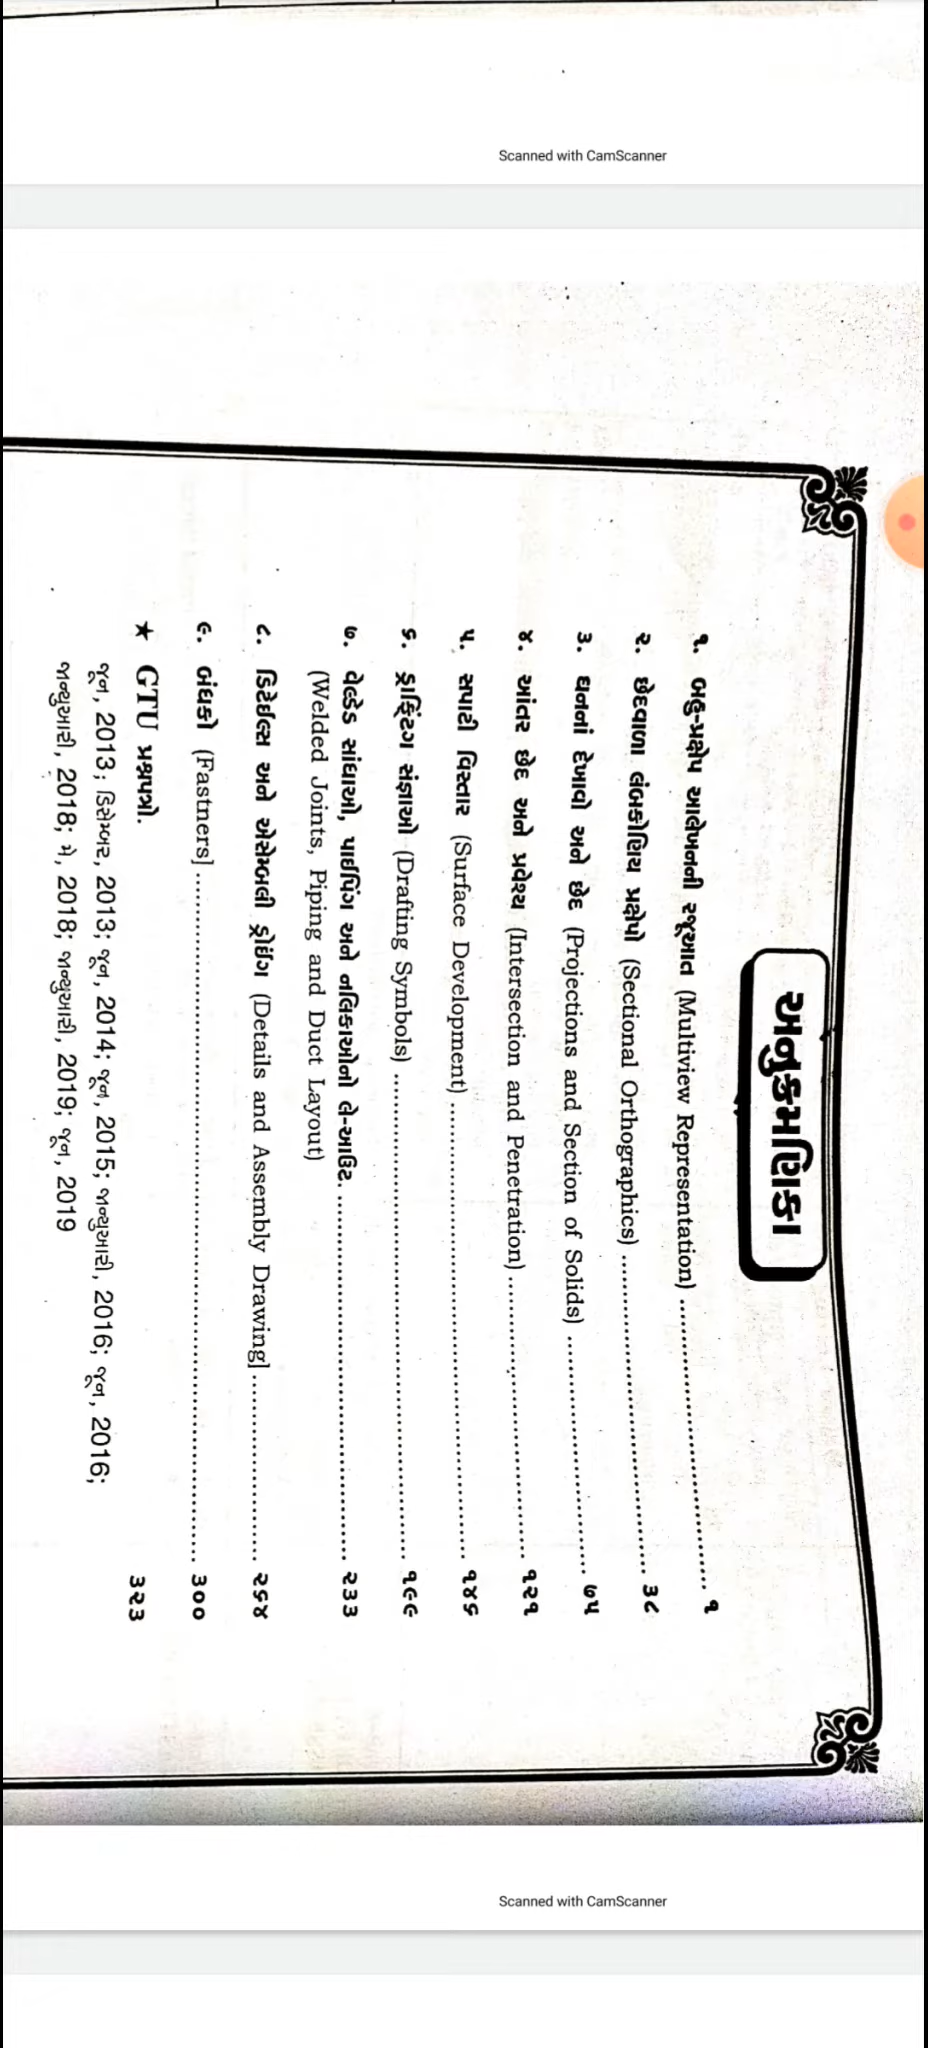 Scanned with CamScanner
અનુક્રમણિકા
૧. બહુ-પ્રક્ષેપ આલેખનની રજૂઆત (Multiview Representation) ........ ૧
૨. છેદવાળા લંબકોણિય પ્રક્ષેપો (Sectional Orthographics) ........ ૩૮
૩. ઘનનાં દેખાવો અને છેદ (Projections and Section of Solids) ........ ૭૫
૪. આંતર છેદ અને પ્રવેશ્ય (Intersection and Penetration) ........ ૧૨૧
૫. સપાટી વિસ્તાર (Surface Development) ........ ૧૪૬
૬. ડ્રાફ્ટિંગ સંજ્ઞાઓ (Drafting Symbols) ........ ૧૯૯
૭. વેલ્ડેડ સાંધાઓ, પાઇપિંગ અને નલિકાઓનો લે-આઉટ. ........ ૨૩૩
(Welded Joints, Piping and Duct Layout)
૮. ડિટેઇલ્સ અને એસેમ્બલી ડ્રોઇંગ (Details and Assembly Drawing] ........ ૨૬૪
૯. બંધકો (Fastners] ........ ૩૦૦
★ GTU પ્રશ્નપત્રો. ૩૨૩
જૂન, 2013; ડિસેમ્બર, 2013; જૂન, 2014; જૂન, 2015; જાન્યુઆરી, 2016; જૂન, 2016;
જાન્યુઆરી, 2018; મે, 2018; જાન્યુઆરી, 2019; જૂન, 2019
Scanned with CamScanner